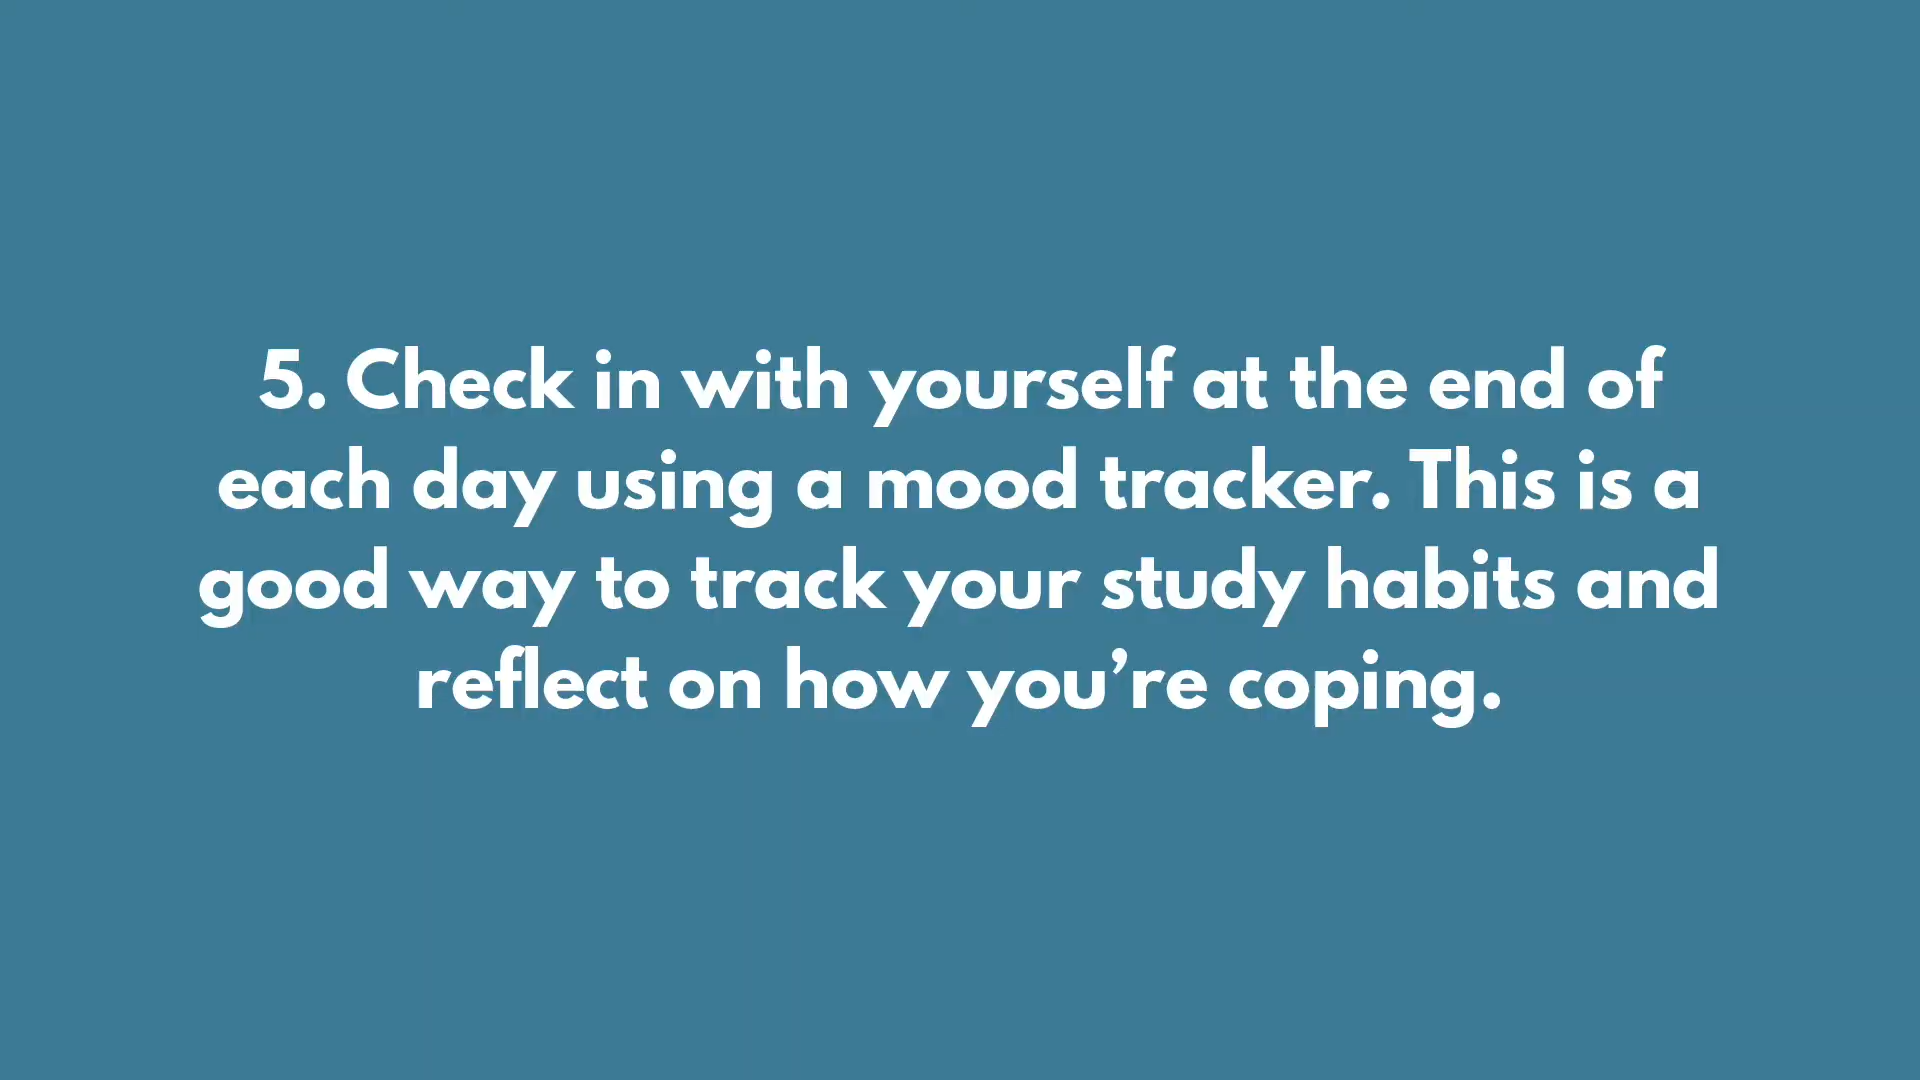 5. Check in with yourself at the end of
each day using a mood tracker. This is a
good way to track your study habits and
reflect on how you’re coping.